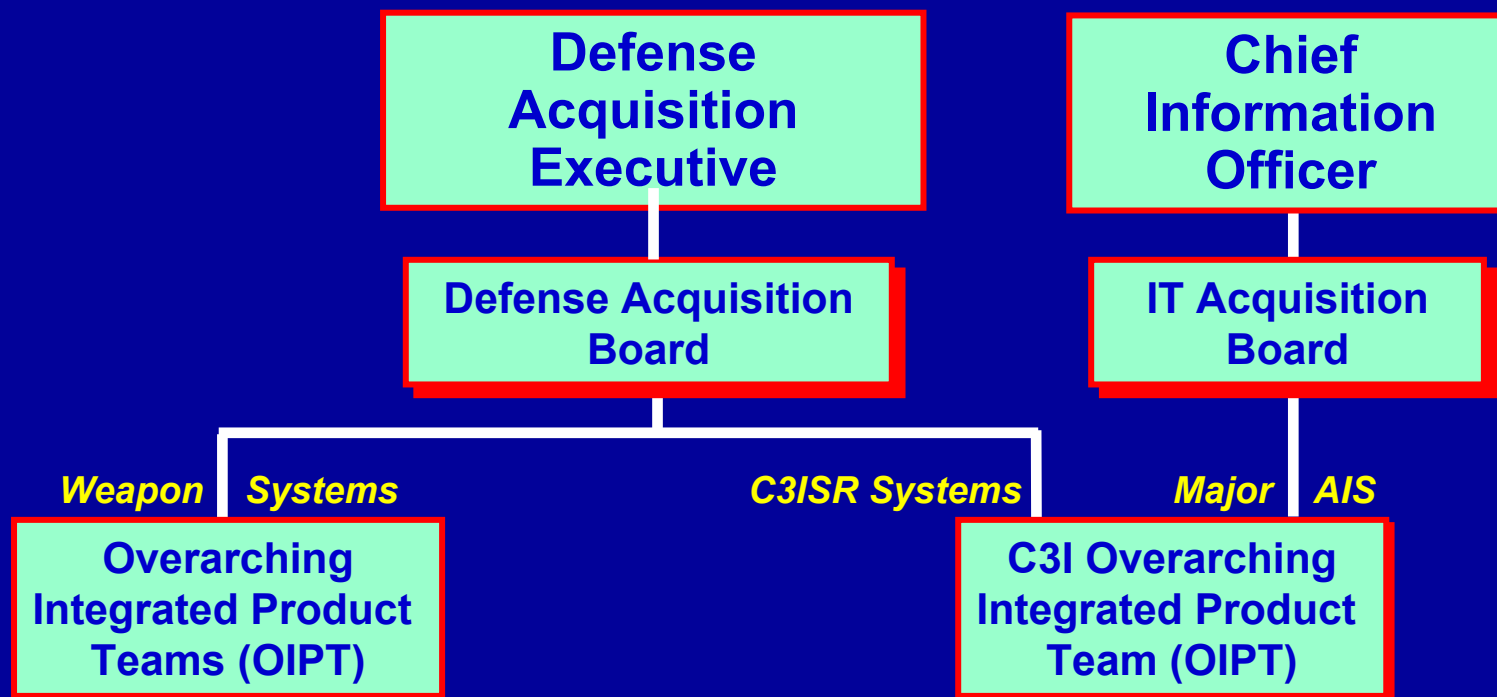 Defense
Acquisition
Executive
Chief
Information
Officer
Defense Acquisition
Board
IT Acquisition
Board
Weapon Systems
C3ISR Systems
Major AIS
Overarching
Integrated Product
Teams (OIPT)
C3I Overarching
Integrated Product
Team (OIPT)